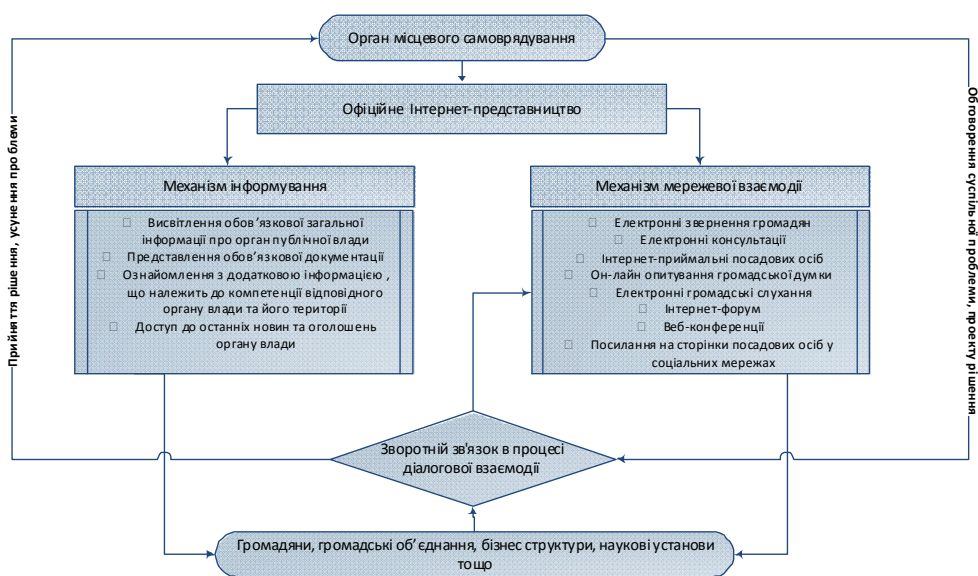 Орган місцевого самоврядування
Офіційне Інтернет-представництво
Механізм інформування
Висвітлення обов’язкової загальної
інформації про орган публічної влади
Представлення обов’язкової документації
Ознайомлення з додатковою інформацією ,
що належить до компетенції відповідного
органу влади та його території
Доступ до останніх новин та оголошень
органу влади
Механізм мережевої взаємодії
Електронні звернення громадян
Електронні консультації
Інтернет-приймальні посадових осіб
Он-лайн опитування громадської думки
Електронні громадські слухання
Інтернет-форум
Веб-конференції
Посилання на сторінки посадових осіб у
соціальних мережах
Зворотній зв'язок в процесі
діалогової взаємодії
Громадяни, громадські об’єднання, бізнес структури, наукові установи
тощо
Прийняття рішення, усунення проблеми
Обговорення суспільної проблеми, проекту рішення